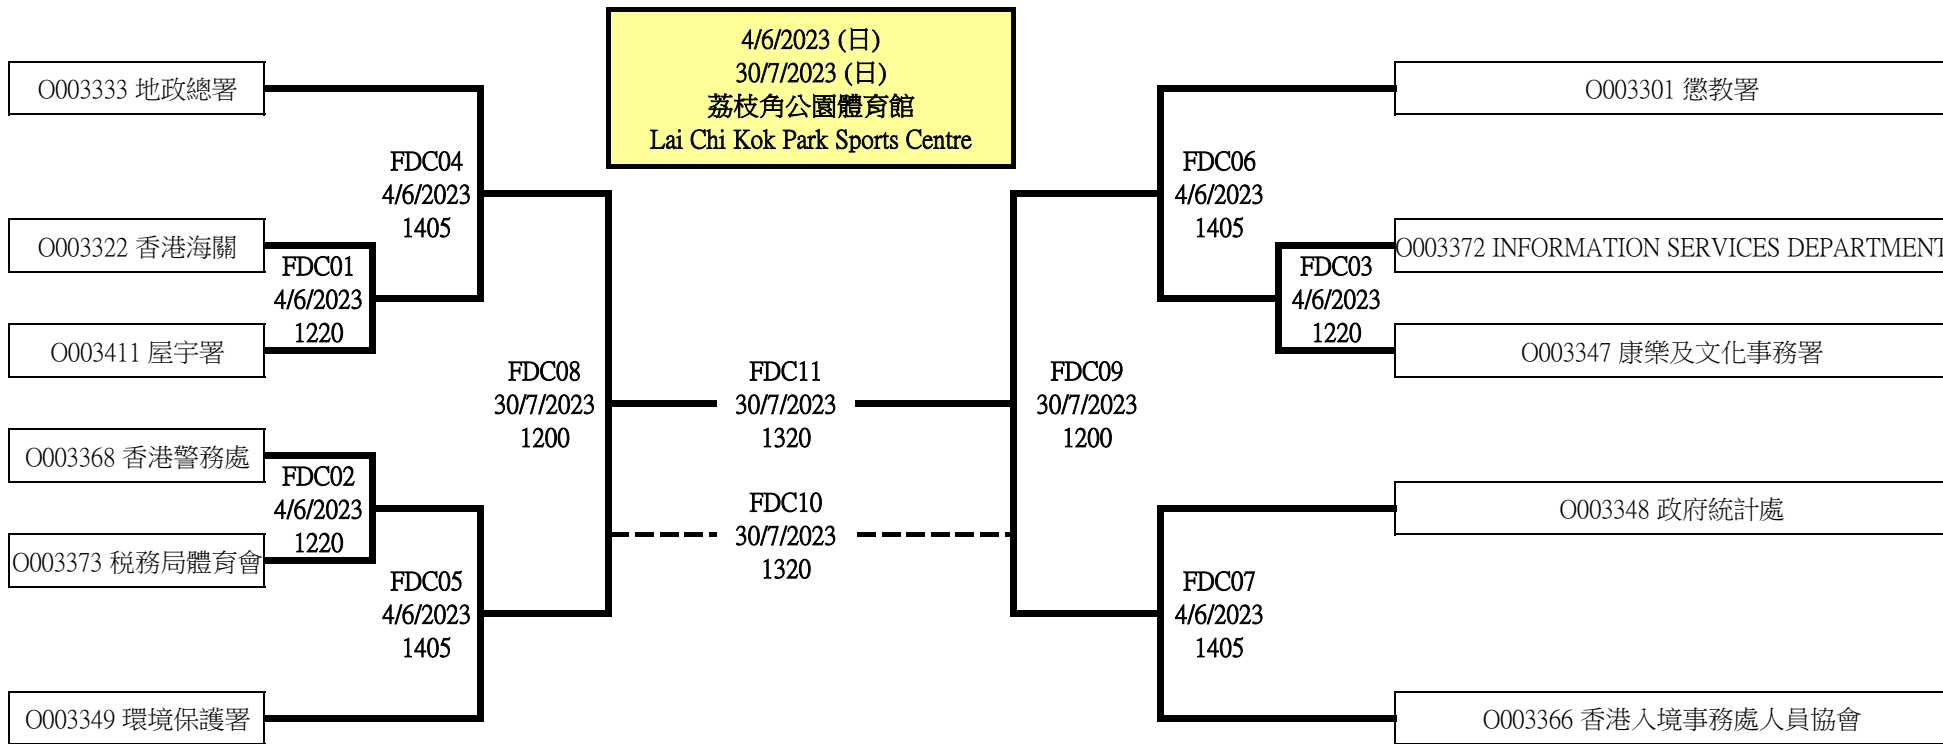 4/6/2023 (日)
30/7/2023 (日)
荔枝角公園體育館
Lai Chi Kok Park Sports Centre
O003333 地政總署
FDC04
4/6/2023
1405
O003322 香港海關
FDC01
4/6/2023
1220
O003411 屋宇署
FDC08
30/7/2023
1200
O003368 香港警務處
FDC02
4/6/2023
1220
O003373 税務局體育會
FDC05
4/6/2023
1405
O003349 環境保護署
FDC11
30/7/2023
1320
FDC10
30/7/2023
1320
O003301 懲教署
FDC06
4/6/2023
1405
O003372 INFORMATION SERVICES DEPARTMENT
FDC03
4/6/2023
1220
O003347 康樂及文化事務署
FDC09
30/7/2023
1200
O003348 政府統計處
FDC07
4/6/2023
1405
O003366 香港入境事務處人員協會